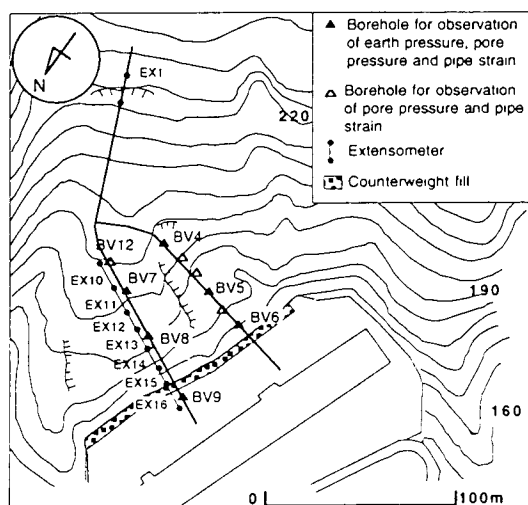 N
EX1
220
Borehole for observation
of earth pressure, pore
pressure and pipe strain
Borehole for observation
of pore pressure and pipe
strain
Extensometer
Counterweight fill
BV12
BV4
EX10
BV7
BV5
190
EX11
BV6
EX12
BV8
EX13
EX14
EX15
BV9
EX16
160
0
100m